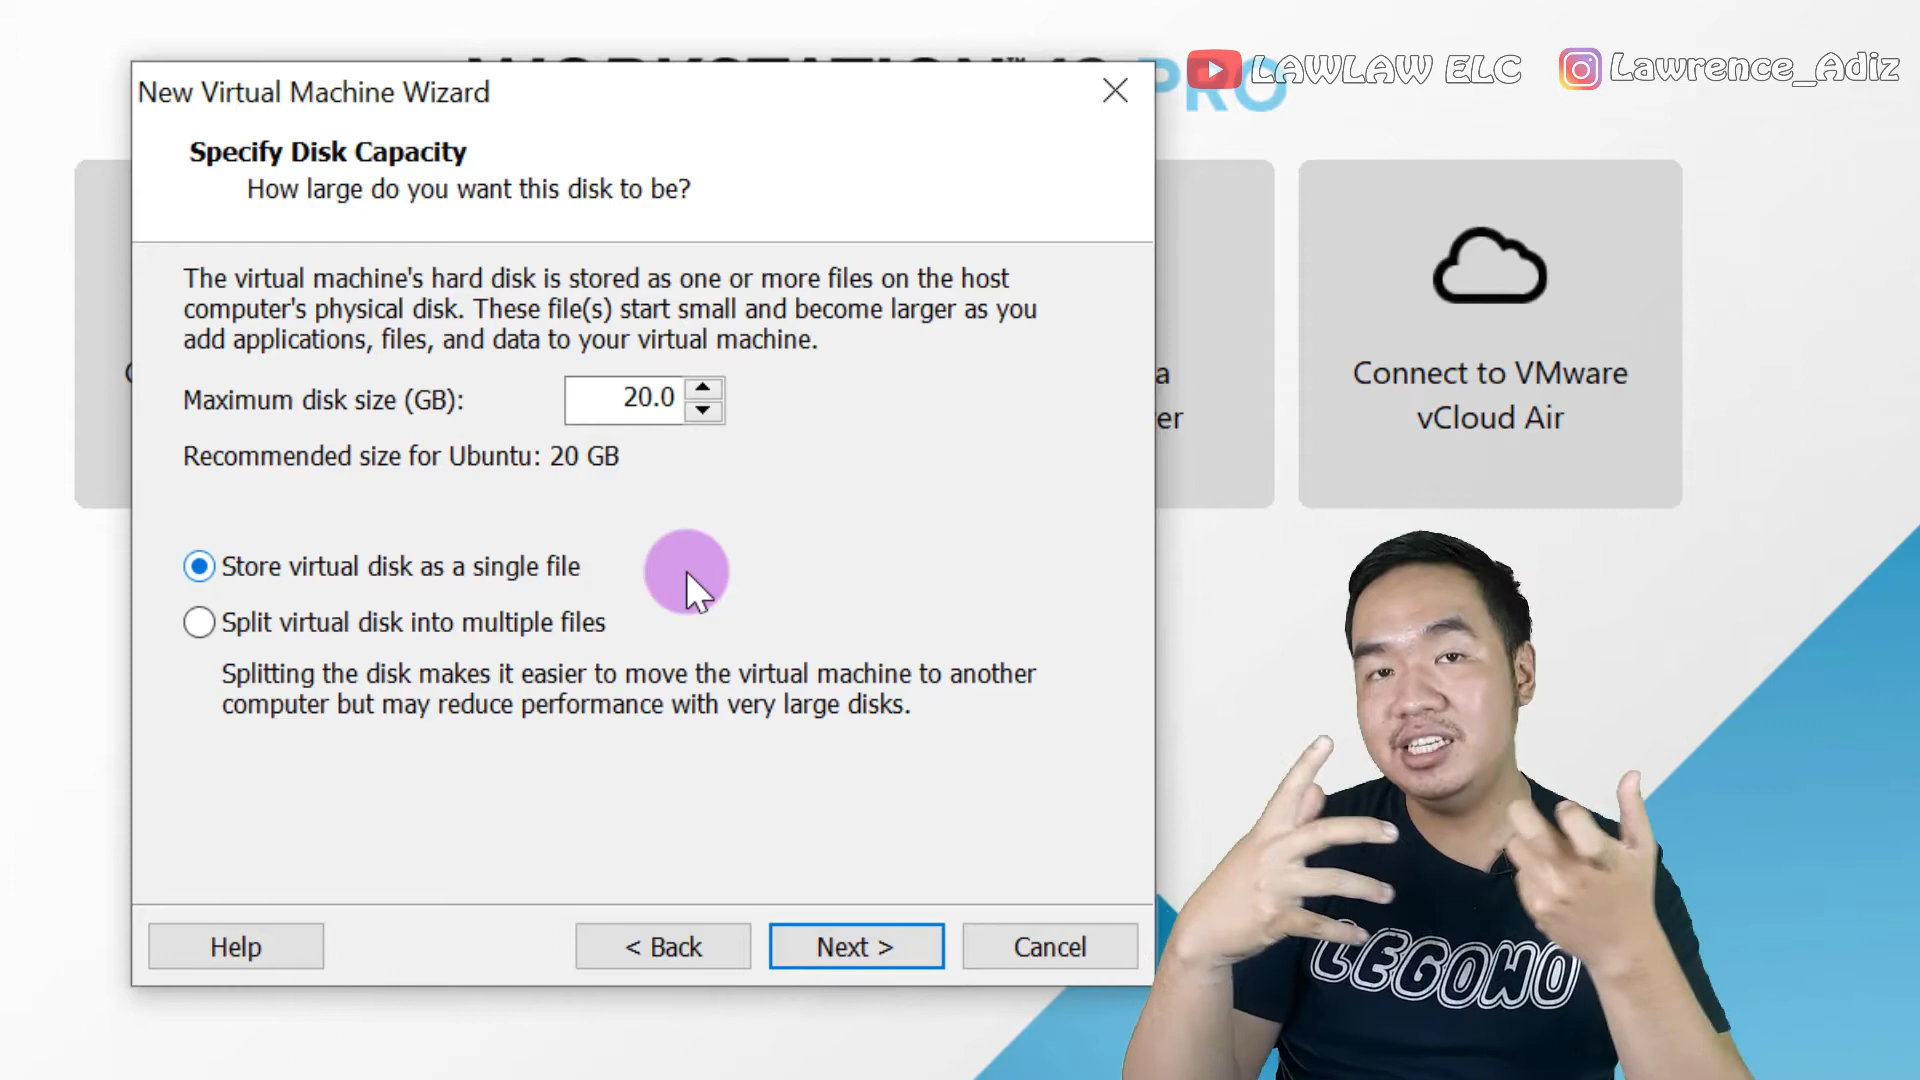 PRO
LAWLAW ELC
Lawrence_Adiz
New Virtual Machine Wizard
Specify Disk Capacity
How large do you want this disk to be?
The virtual machine's hard disk is stored as one or more files on the host
computer's physical disk. These file(s) start small and become larger as you
add applications, files, and data to your virtual machine.
Maximum disk size (GB):
20.0
Recommended size for Ubuntu: 20 GB
Store virtual disk as a single file
Split virtual disk into multiple files
Splitting the disk makes it easier to move the virtual machine to another
computer but may reduce performance with very large disks.
Help
< Back
Next >
Cancel
a
er
Connect to VMware
vCloud Air
LEGOWO